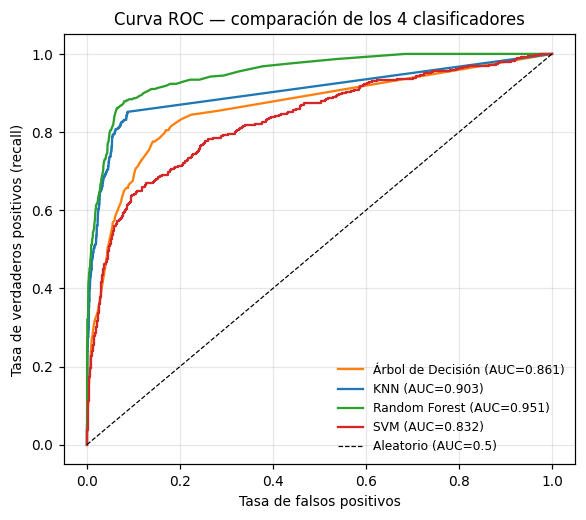 Curva ROC — comparación de los 4 clasificadores
Tasa de verdaderos positivos (recall)
1.0
0.8
0.6
0.4
0.2
0.0
Árbol de Decisión (AUC=0.861)
KNN (AUC=0.903)
Random Forest (AUC=0.951)
SVM (AUC=0.832)
Aleatorio (AUC=0.5)
0.0 0.2 0.4 0.6 0.8 1.0
Tasa de falsos positivos